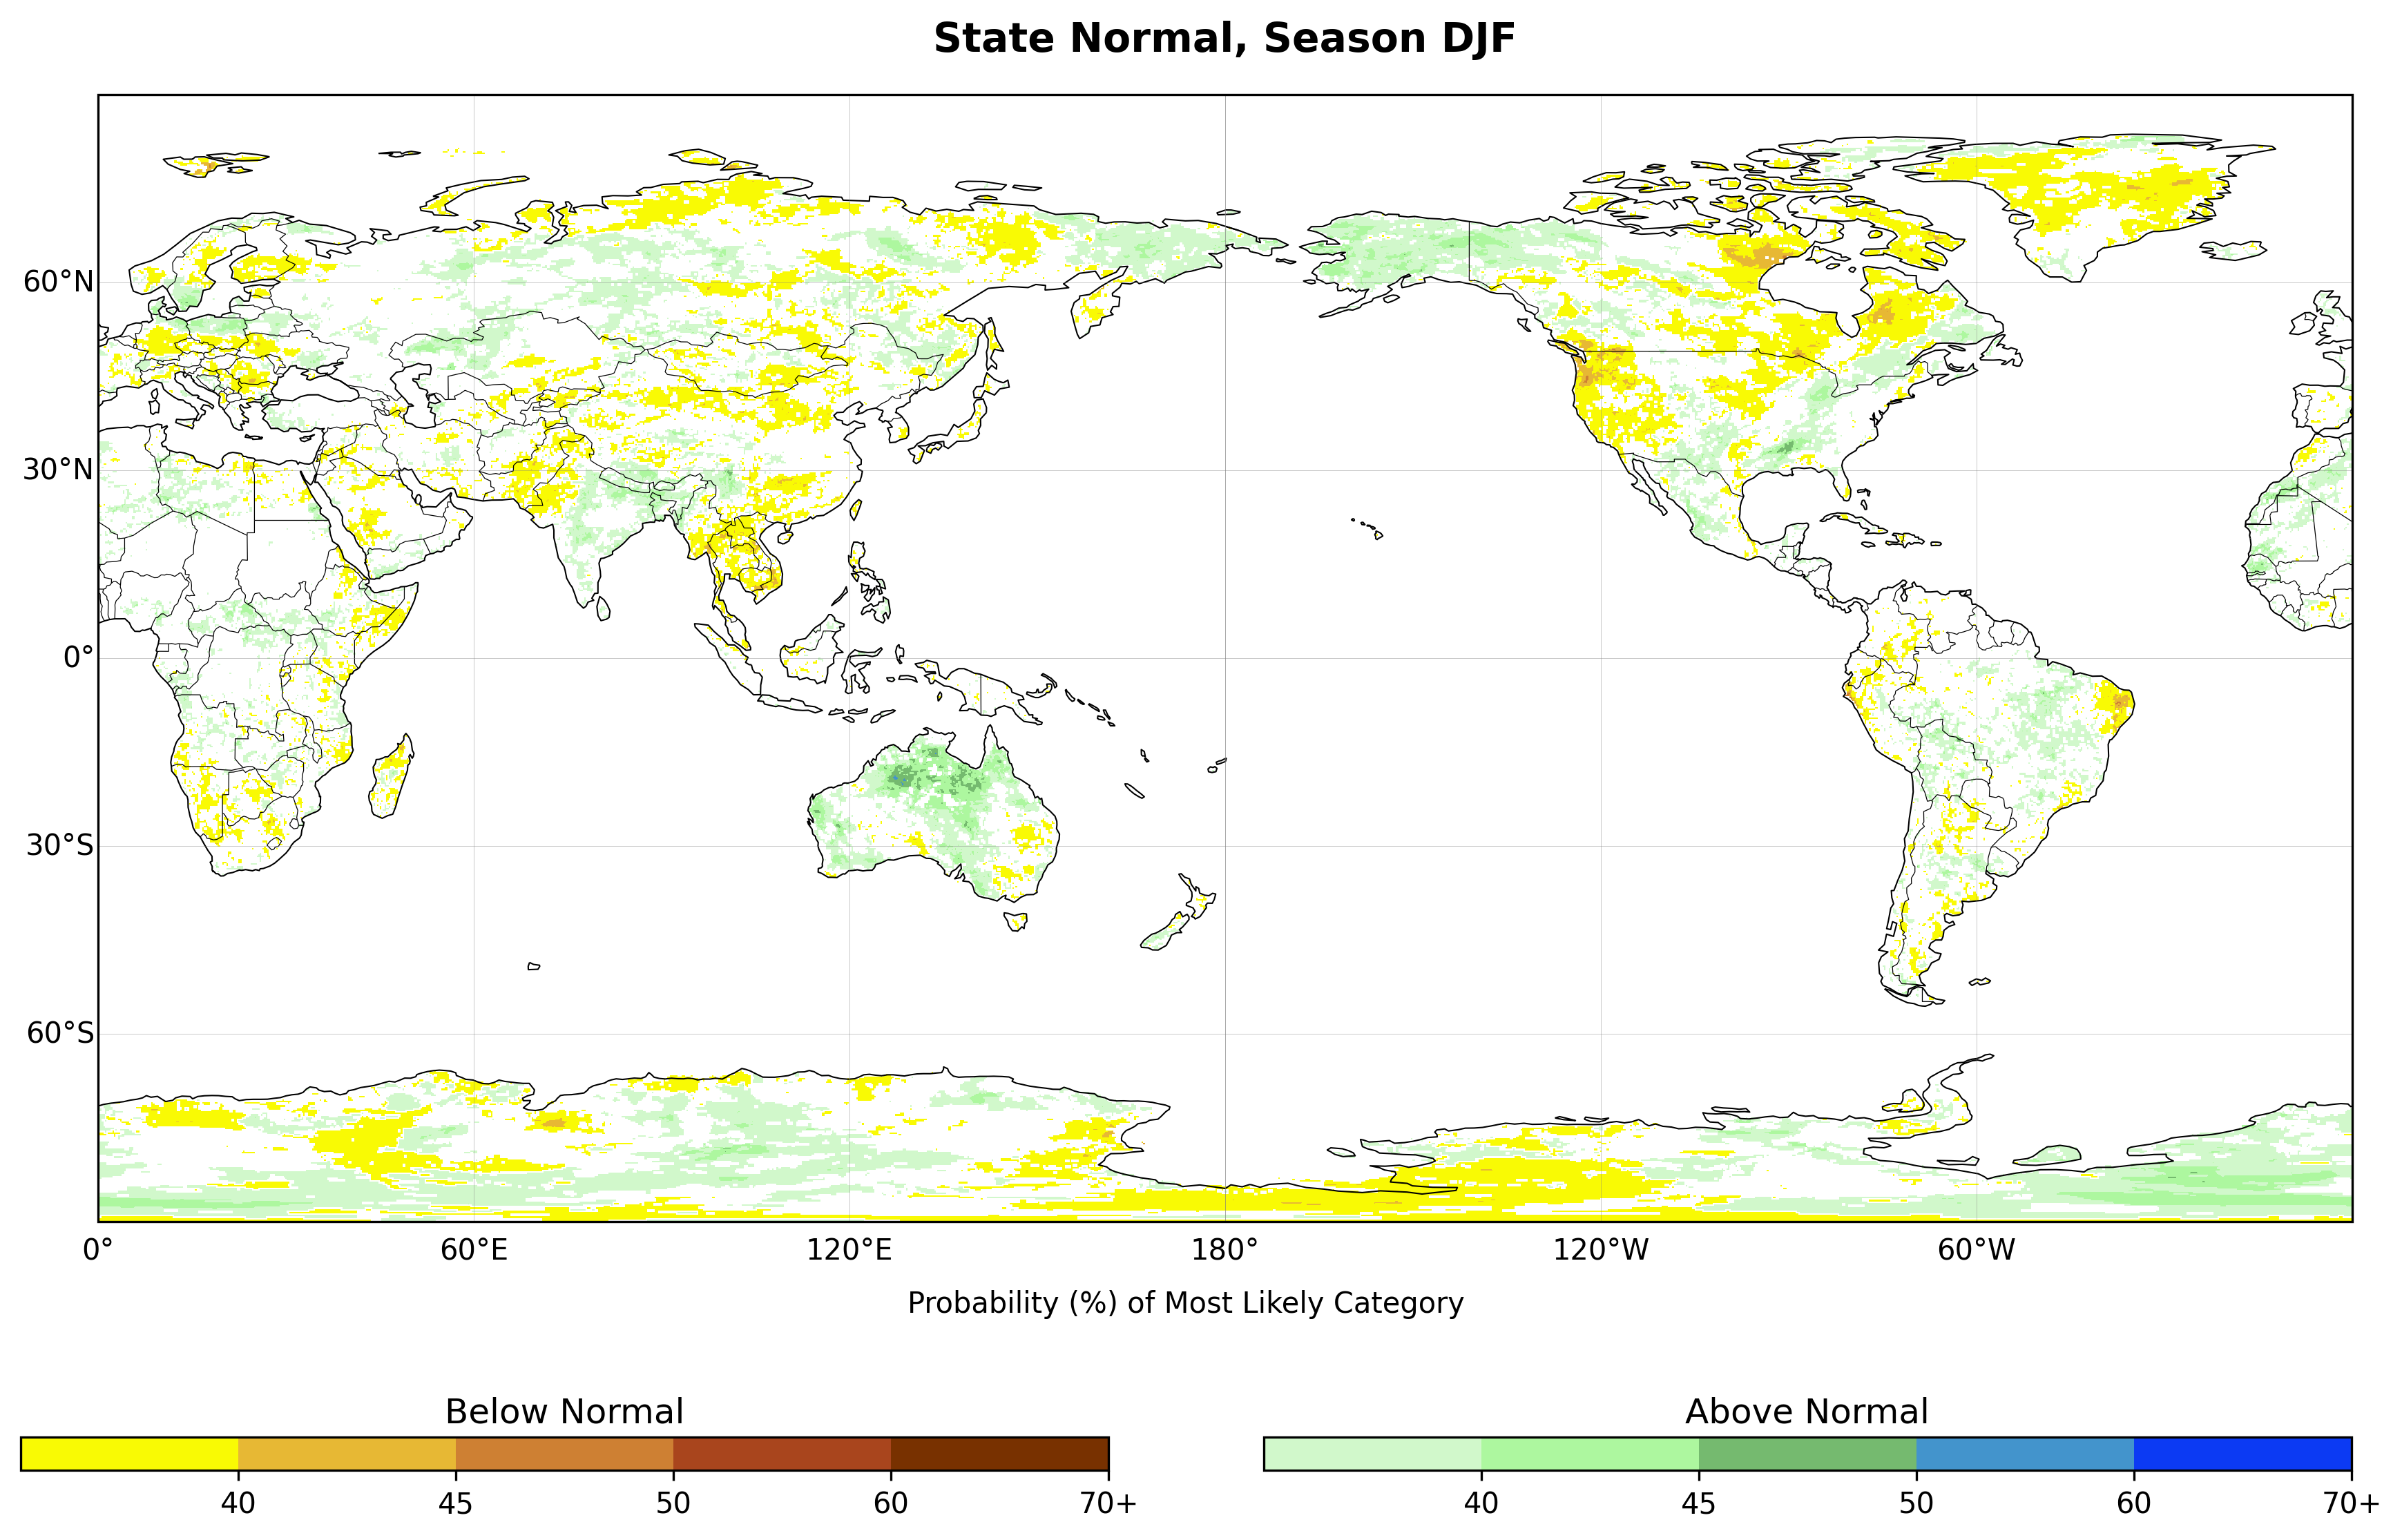 State Normal, Season DJF
60°N
30°N
0°
30°S
60°S
0° 60°E 120°E 180° 120°W 60°W
Probability (%) of Most Likely Category
Below Normal Above Normal
40 45 50 60 70+ 40 45 50 60 70+